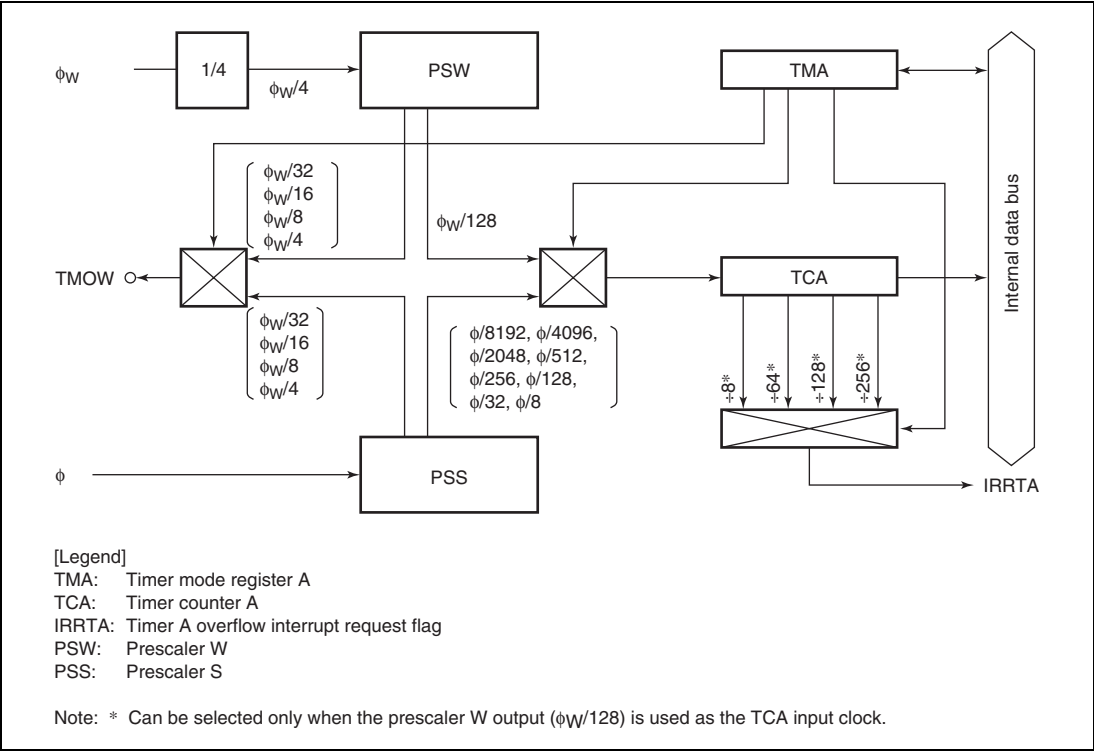 ϕW
1/4
ϕW/4
PSW
TMA
ϕW/32
ϕW/16
ϕW/8
ϕW/4
ϕW/128
Internal data bus
TMOW
TCA
ϕW/32
ϕW/16
ϕW/8
ϕW/4
ϕ/8192, ϕ/4096,
ϕ/2048, ϕ/512,
ϕ/256, ϕ/128,
ϕ/32, ϕ/8
÷8*
÷64*
÷128*
÷256*
ϕ
PSS
IRRTA
[Legend]
TMA: Timer mode register A
TCA: Timer counter A
IRRTA: Timer A overflow interrupt request flag
PSW: Prescaler W
PSS: Prescaler S
Note: * Can be selected only when the prescaler W output (ϕW/128) is used as the TCA input clock.